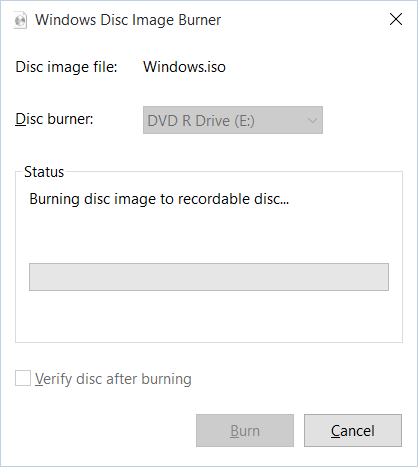 Windows Disc Image Burner
Disc image file: Windows.iso
Disc burner: DVD R Drive (E:)
Status
Burning disc image to recordable disc...
Verify disc after burning
Burn Cancel